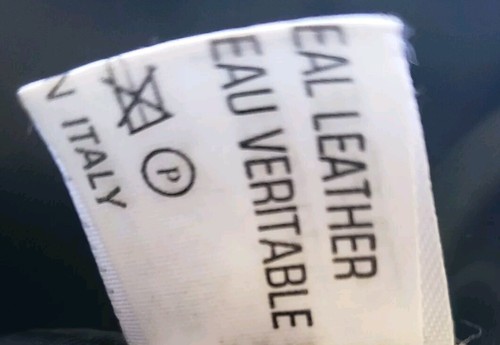 EAL LEATHER
EAU VERITABLE
P
N ITALY